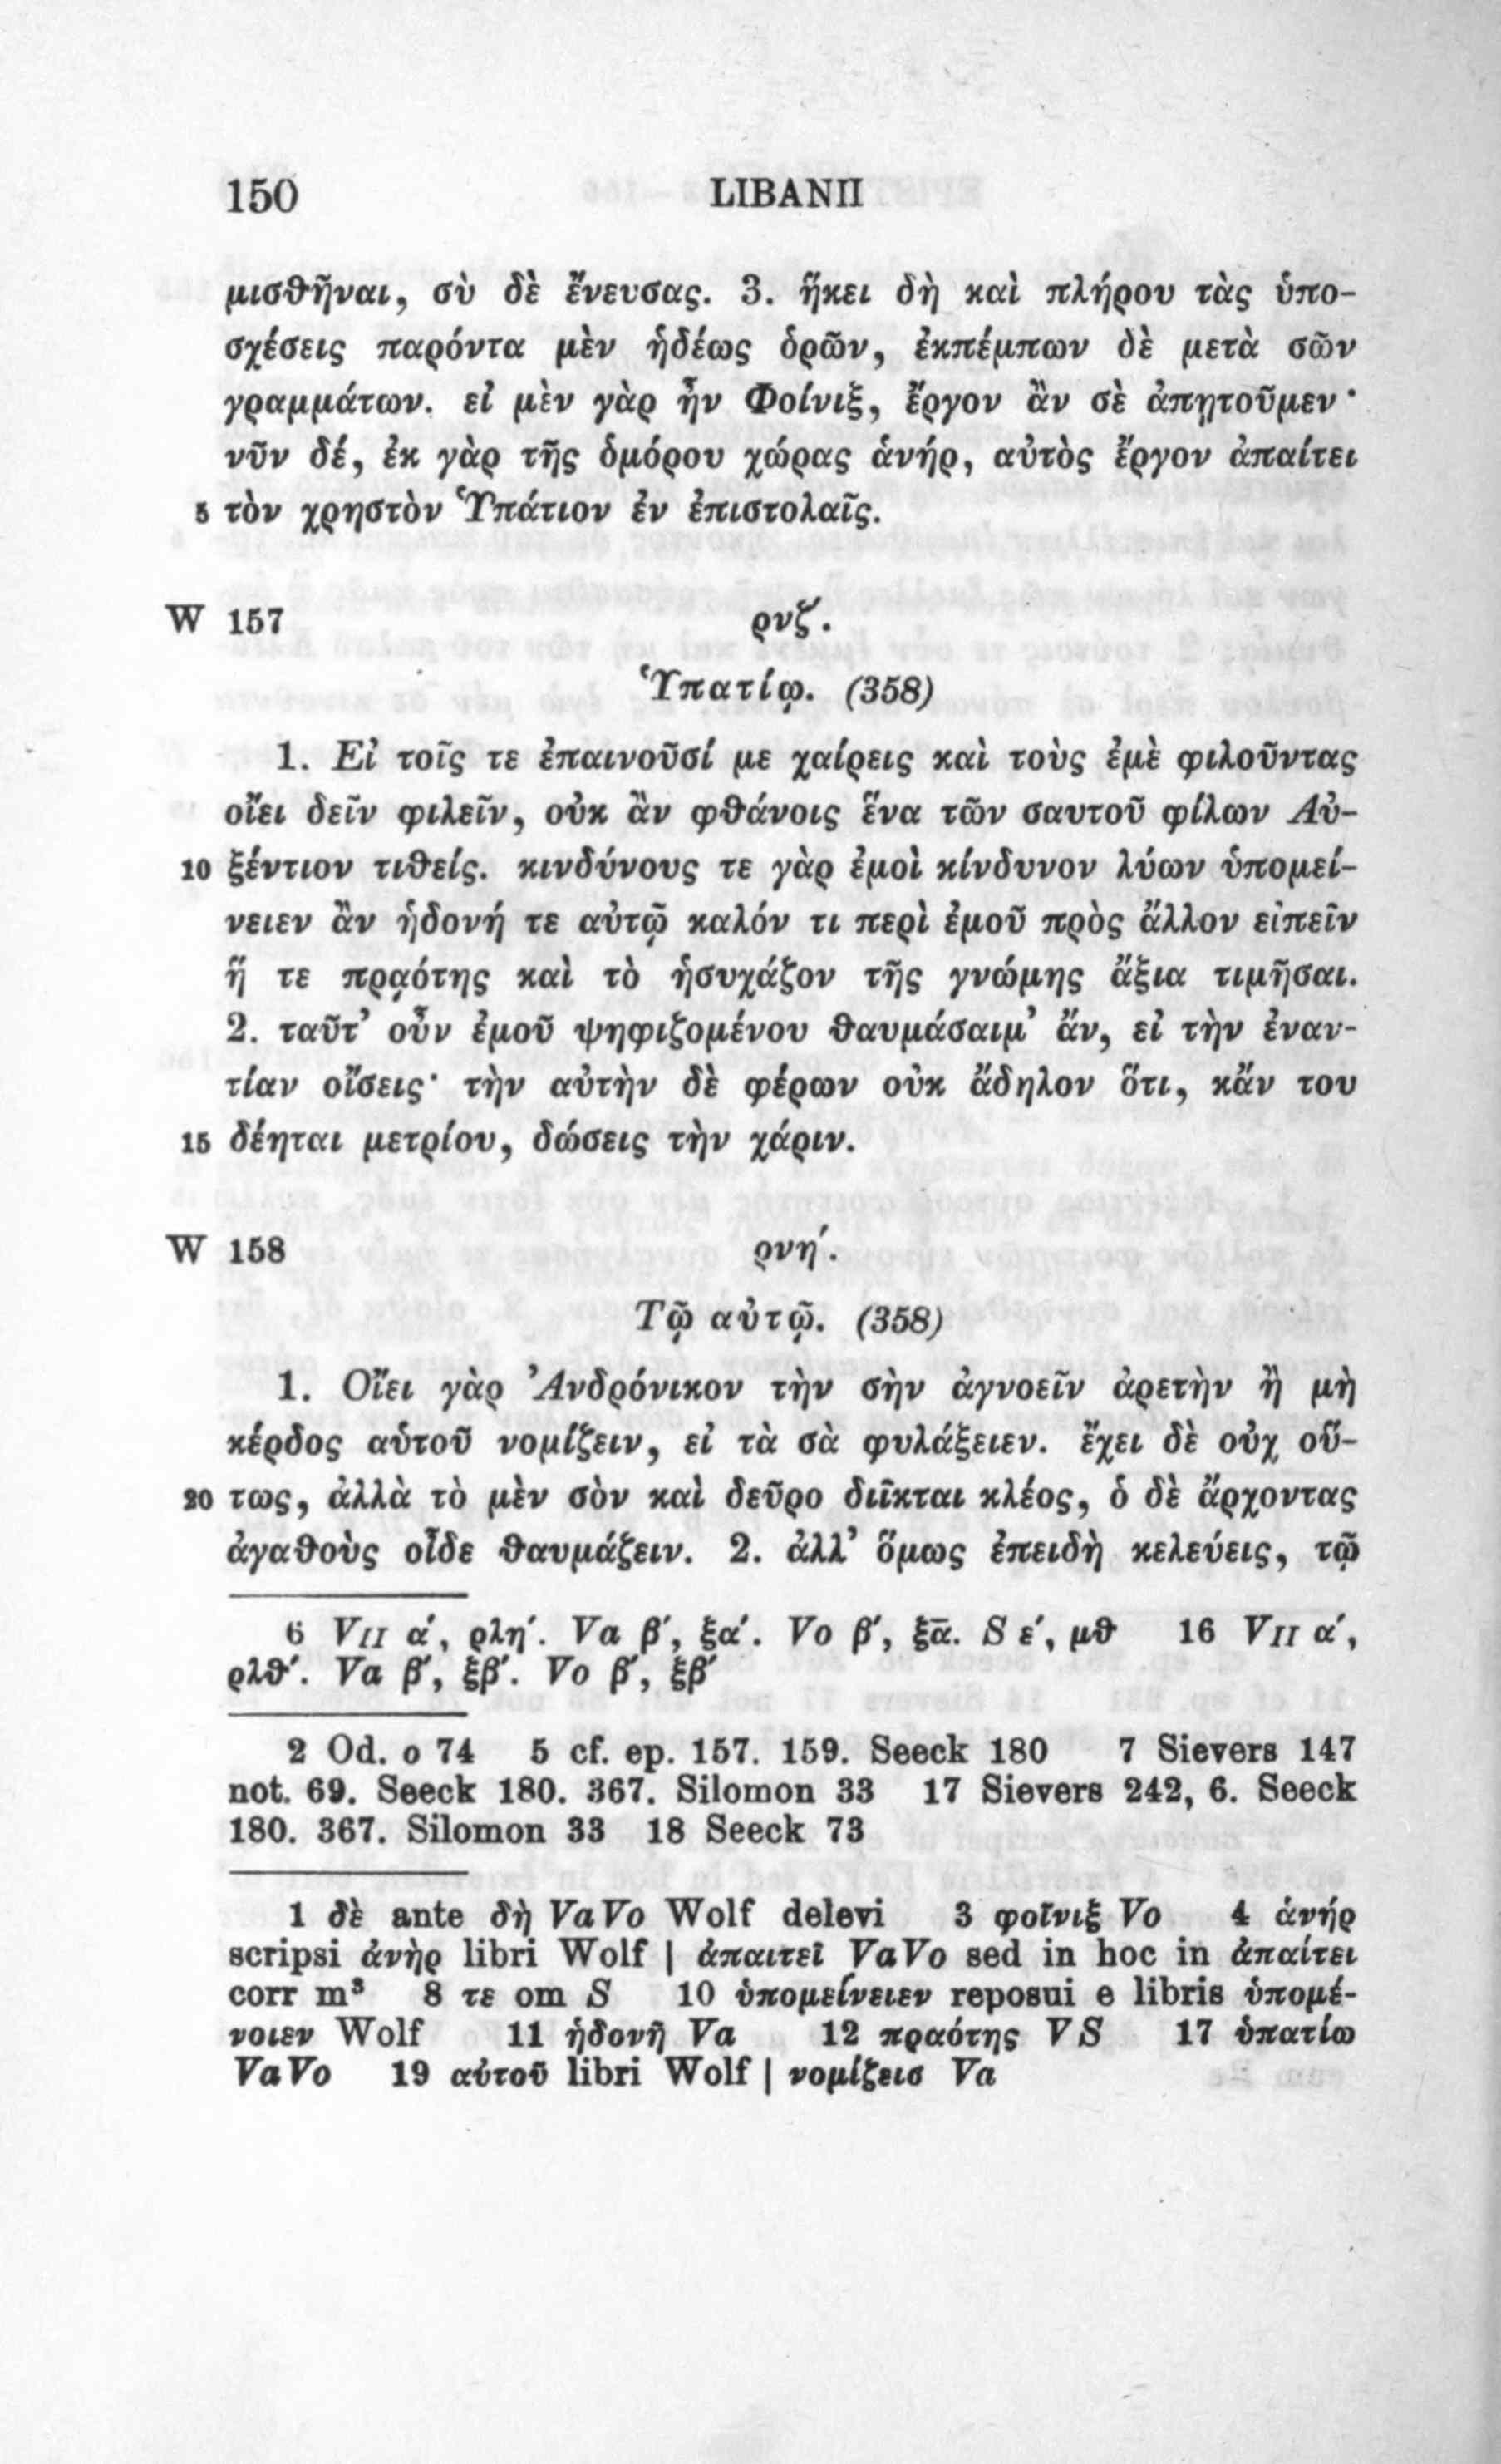 150 LIBANII
μισθῆναι, σὺ δὲ ἔνευσας. 3. ἥκει δὴ καὶ πλήρου τὰς ὑπο-
σχέσεις παρόντα μὲν ἡδέως ὁρῶν, ἐκπέμπων δὲ μετὰ σῶν
γραμμάτων. εἰ μὲν γὰρ ἦν Φοίνιξ, ἔργον ἂν σὲ ἀπῃτοῦμεν·
νῦν δέ, ἐκ γὰρ τῆς ὁμόρου χώρας ἁνήρ, αὐτὸς ἔργον ἀπαίτει
5 τὸν χρηστὸν Ὑπάτιον ἐν ἐπιστολαῖς.
W 157 ρνζ΄.
Ὑπατίῳ. (358)
1. Εἰ τοῖς τε ἐπαινοῦσί με χαίρεις καὶ τοὺς ἐμὲ φιλοῦντας
οἴει δεῖν φιλεῖν, οὐκ ἂν φθάνοις ἕνα τῶν σαυτοῦ φίλων Αὐ-
10 ξέντιον τιθείς. κινδύνους τε γὰρ ἐμοὶ κίνδυνον λύων ὑπομεί-
νειεν ἂν ἡδονή τε αὐτῷ καλόν τι περὶ ἐμοῦ πρὸς ἄλλον εἰπεῖν
ἥ τε πρᾳότης καὶ τὸ ἡσυχάζον τῆς γνώμης ἄξια τιμῆσαι.
2. ταῦτ’ οὖν ἐμοῦ ψηφιζομένου θαυμάσαιμ’ ἄν, εἰ τὴν ἐναν-
τίαν οἴσεις· τὴν αὐτὴν δὲ φέρων οὐκ ἄδηλον ὅτι, κἄν του
15 δέηται μετρίου, δώσεις τὴν χάριν.
W 158 ρνη΄.
Τῷ αὐτῷ. (358)
1. Οἴει γὰρ Ἀνδρόνικον τὴν σὴν ἀγνοεῖν ἀρετὴν ἢ μὴ
κέρδος αὑτοῦ νομίζειν, εἰ τὰ σὰ φυλάξειεν. ἔχει δὲ οὐχ οὕ-
20 τως, ἀλλὰ τὸ μὲν σὸν καὶ δεῦρο διῖκται κλέος, ὁ δὲ ἄρχοντας
ἀγαθοὺς οἶδε θαυμάζειν. 2. ἀλλ’ ὅμως ἐπειδὴ κελεύεις, τῷ
6 VII α΄, ρλη΄. Va β΄, ξα΄. Vo β΄, ξᾱ. S ε΄, μθ 16 VII α΄,
ρλθ΄. Va β΄, ξβ΄. Vo β΄, ξβ΄
2 Od. ο 74 5 cf. ep. 157. 159. Seeck 180 7 Sievers 147
not. 69. Seeck 180. 367. Silomon 33 17 Sievers 242, 6. Seeck
180. 367. Silomon 33 18 Seeck 73
1 δὲ ante δὴ VaVo Wolf delevi 3 φοῖνιξ Vo 4 ἁνήρ
scripsi ἀνὴρ libri Wolf | ἀπαιτεῖ VaVo sed in hoc in ἀπαίτει
corr m³ 8 τε om S 10 ὑπομείνειεν reposui e libris ὑπομέ-
νοιεν Wolf 11 ἡδονῇ Va 12 πραότης VS 17 ὑπατίω
VaVo 19 αὐτοῦ libri Wolf | νομίζεισ Va